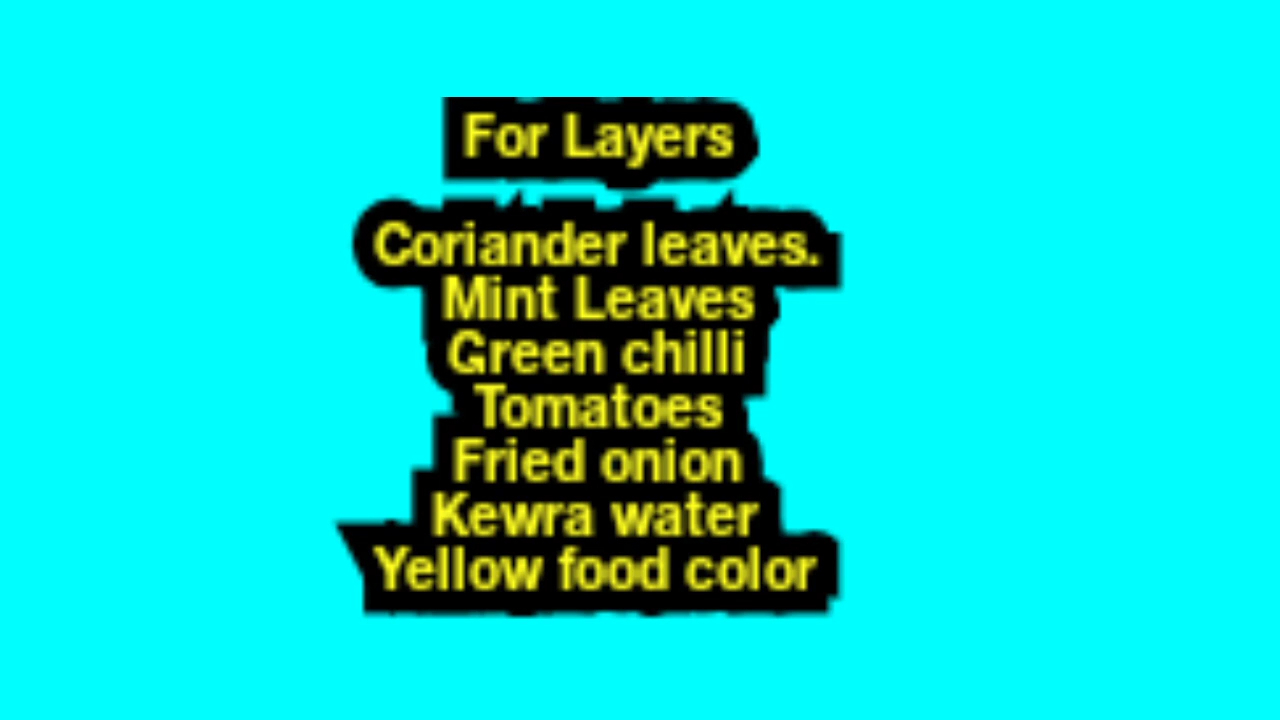 For Layers
Coriander leaves.
Mint Leaves
Green chilli
Tomatoes
Fried onion
Kewra water
Yellow food color